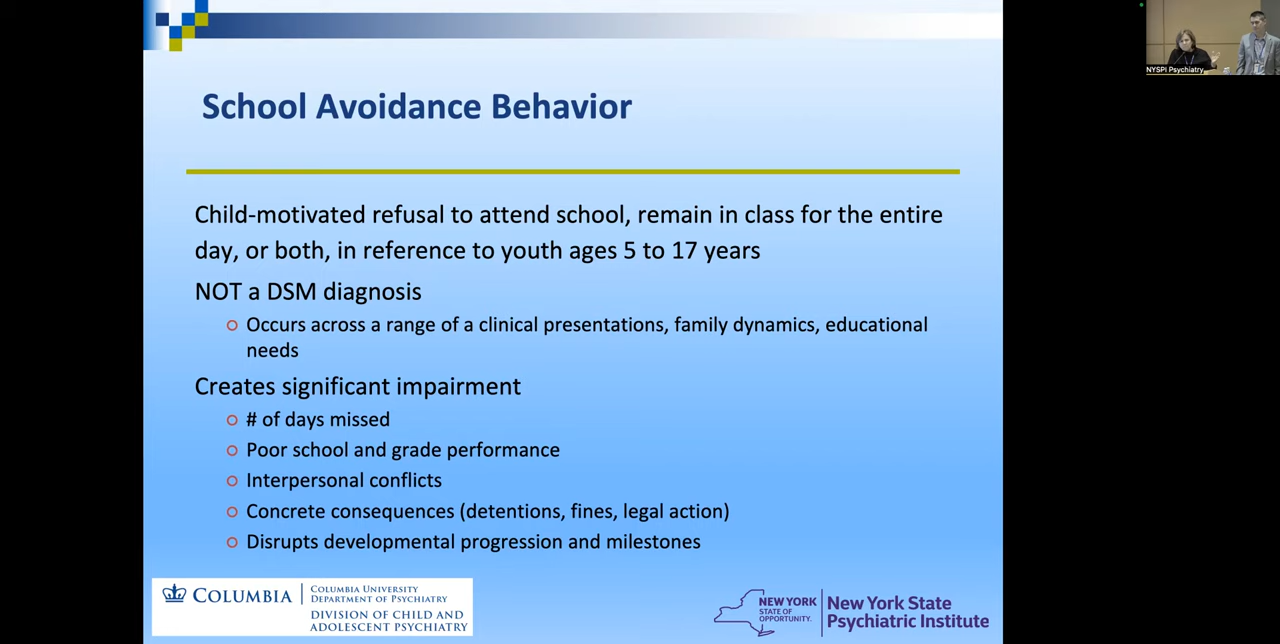 NYSPI Psychiatry
School Avoidance Behavior
Child-motivated refusal to attend school, remain in class for the entire
day, or both, in reference to youth ages 5 to 17 years
NOT a DSM diagnosis
Occurs across a range of a clinical presentations, family dynamics, educational
needs
Creates significant impairment
# of days missed
Poor school and grade performance
Interpersonal conflicts
Concrete consequences (detentions, fines, legal action)
Disrupts developmental progression and milestones
COLUMBIA
COLUMBIA UNIVERSITY
DEPARTMENT OF PSYCHIATRY
DIVISION OF CHILD AND
ADOLESCENT PSYCHIATRY
NEW YORK
STATE OF
OPPORTUNITY.
New York State
Psychiatric Institute